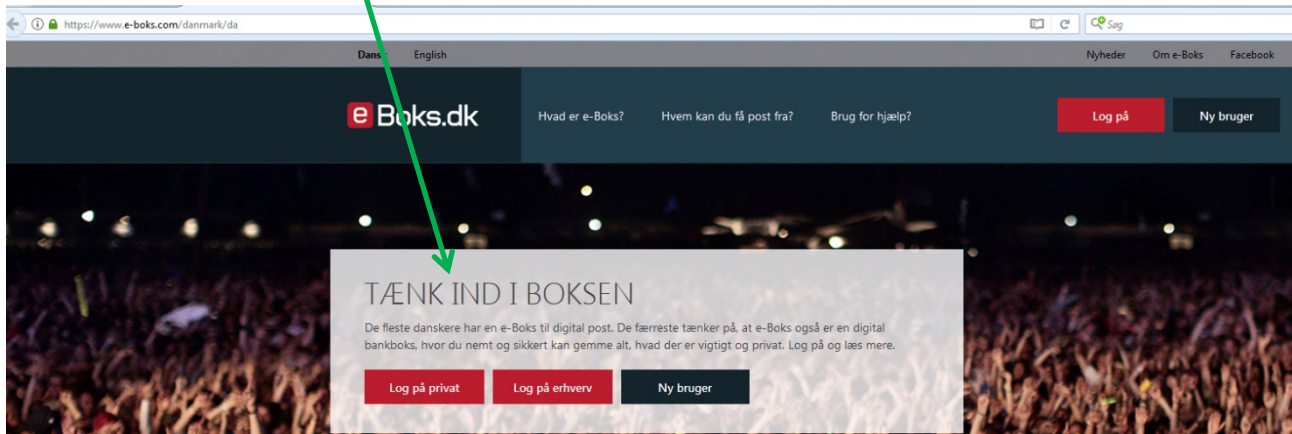 https://www.e-boks.com/danmark/da
Søg
Dansk English Nyheder Om e-Boks Facebook
e Boks.dk Hvad er e-Boks? Hvem kan du få post fra? Brug for hjælp? Log på Ny bruger
TÆNK IND I BOKSEN
De fleste danskere har en e-Boks til digital post. De færreste tænker på, at e-Boks også er en digital
bankboks, hvor du nemt og sikkert kan gemme alt, hvad der er vigtigt og privat. Log på og læs mere.
Log på privat Log på erhverv Ny bruger